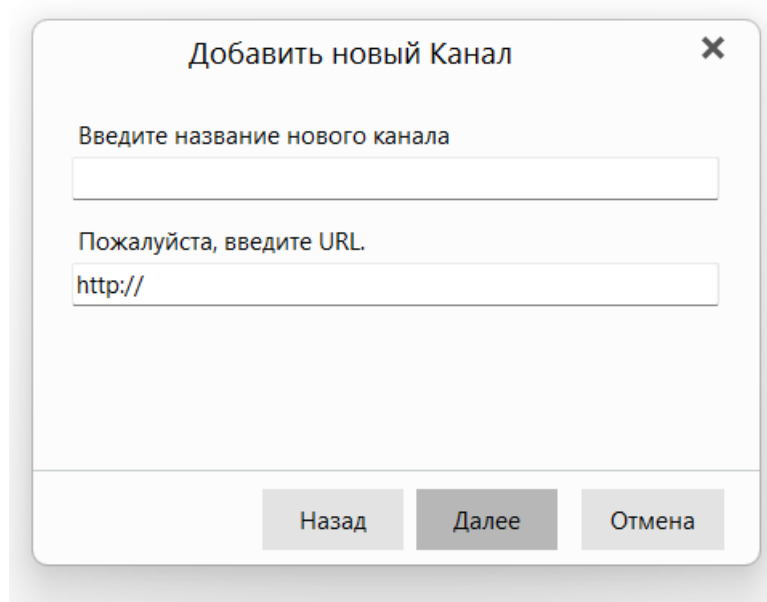 Добавить новый Канал
Введите название нового канала
Пожалуйста, введите URL.
http://
Назад Далее Отмена